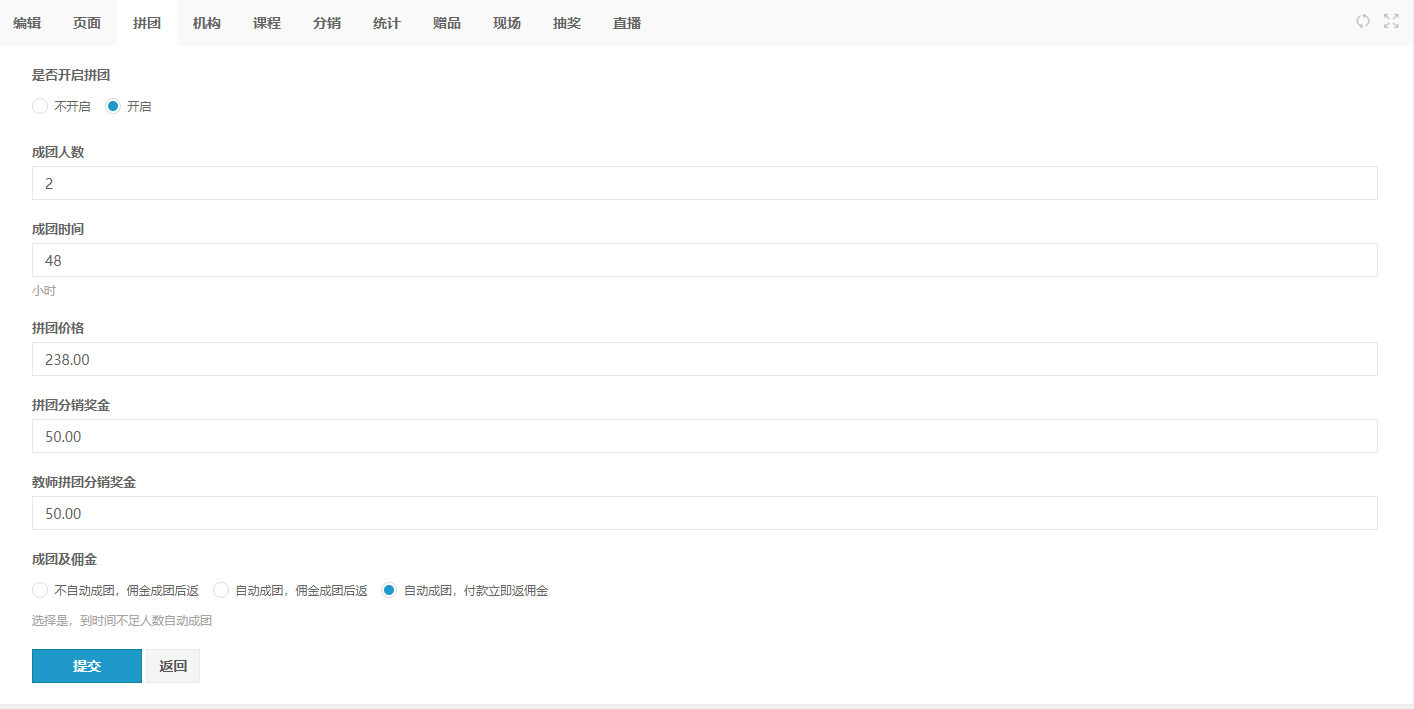 编辑 页面 拼团 机构 课程 分销 统计 赠品 现场 抽奖 直播
是否开启拼团
不开启 开启
成团人数
2
成团时间
48
小时
拼团价格
238.00
拼团分销奖金
50.00
教师拼团分销奖金
50.00
成团及佣金
不自动成团，佣金成团后返 自动成团，佣金成团后返 自动成团，付款立即返佣金
选择是，到时间不足人数自动成团
提交 返回